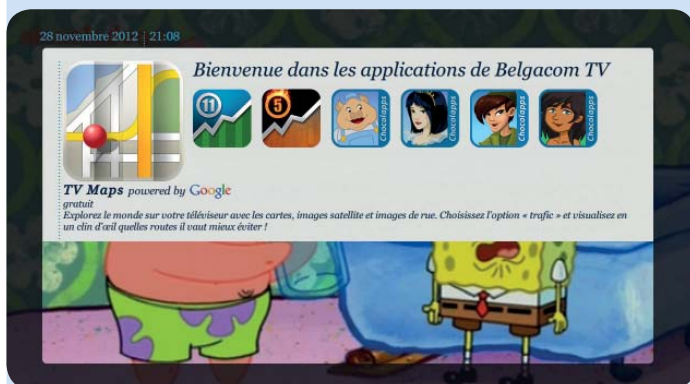 28 novembre 2012 21:08
Bienvenue dans les applications de Belgacom TV
11 5 Chocolapps Chocolapps Chocolapps Chocolapps
TV Maps powered by Google
gratuit
Explorez le monde sur votre téléviseur avec les cartes, images satellite et images de rue. Choisissez l'option « trafic » et visualisez en
un clin d'œil quelles routes il vaut mieux éviter !